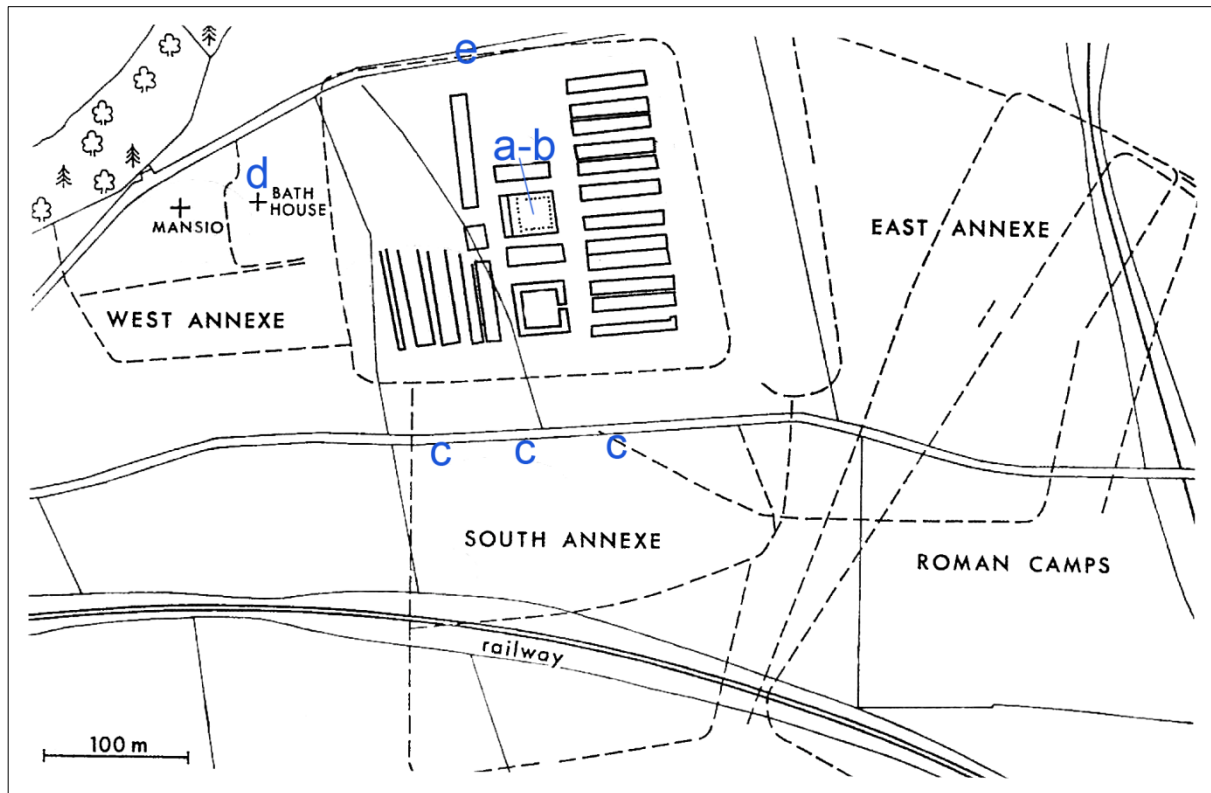 e
a-b
d
BATH
HOUSE
MANSIO
EAST ANNEXE
WEST ANNEXE
c c c
SOUTH ANNEXE
ROMAN CAMPS
railway
100 m